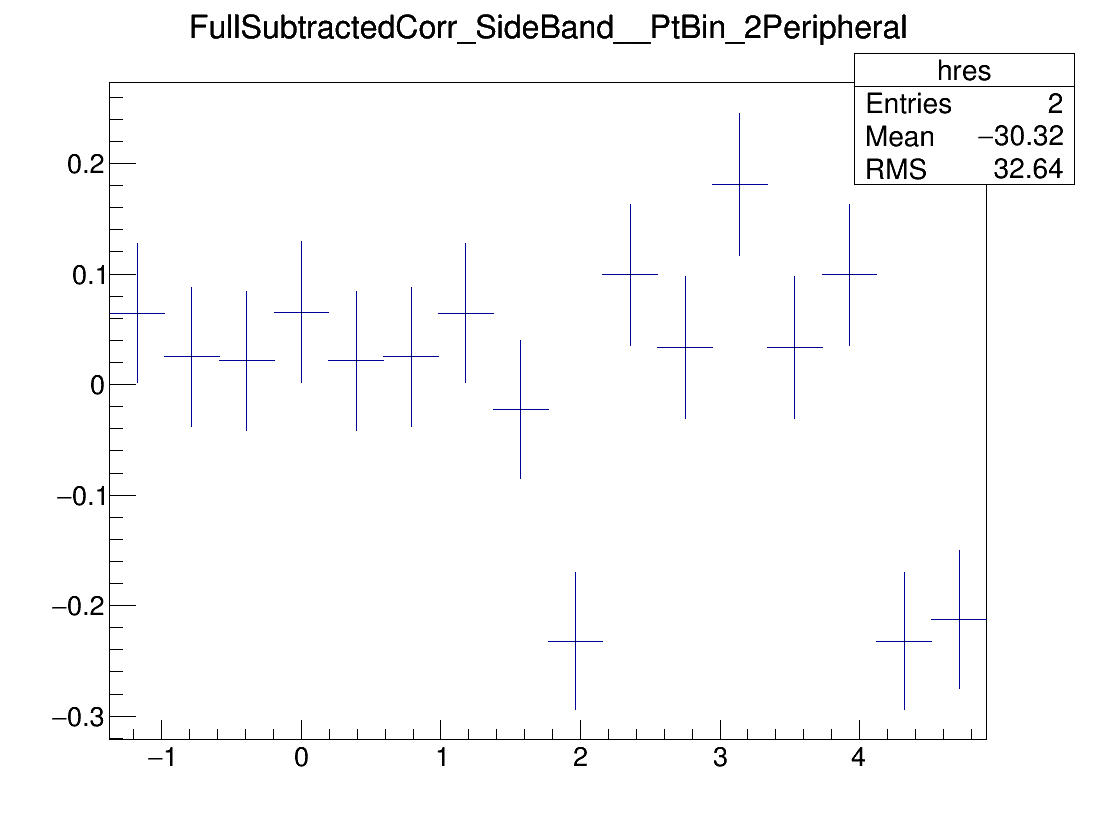 FullSubtractedCorr_SideBand__PtBin_2Peripheral
hres
Entries 2
Mean −30.32
RMS 32.64
0.2
0.1
0
−0.1
−0.2
−0.3
−1 0 1 2 3 4